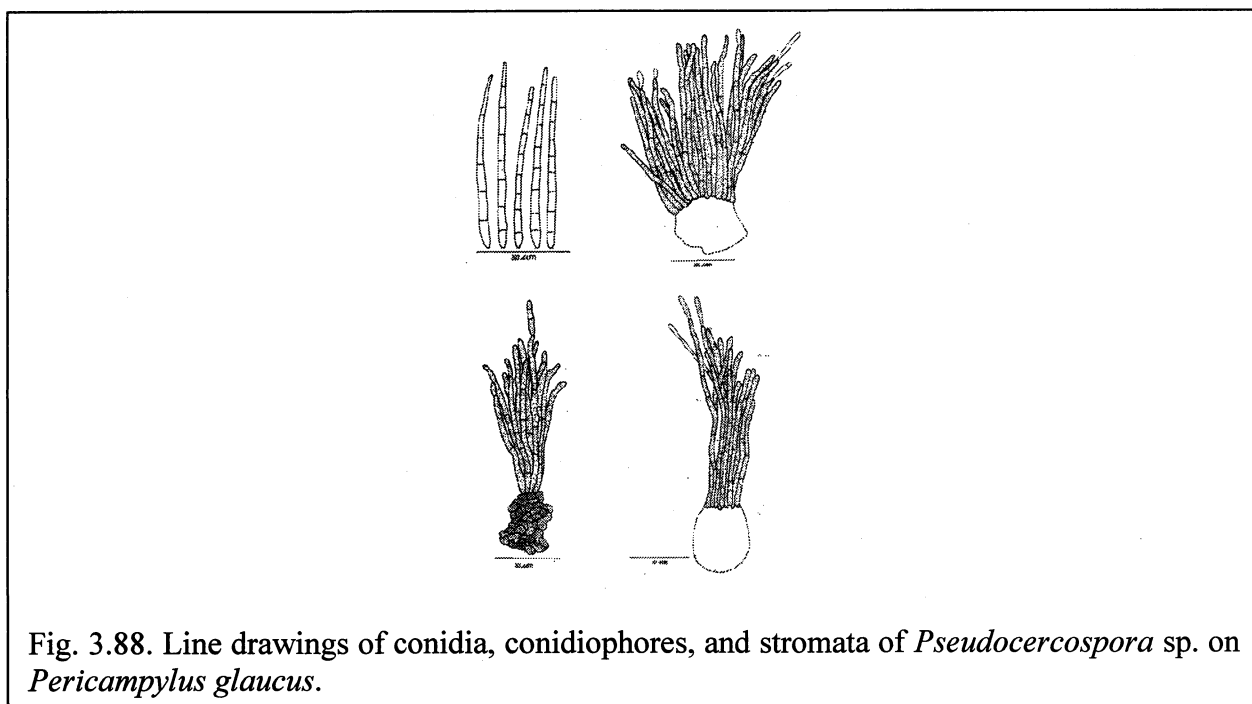 Fig. 3.88. Line drawings of conidia, conidiophores, and stromata of Pseudocercospora sp. on
Pericampylus glaucus.